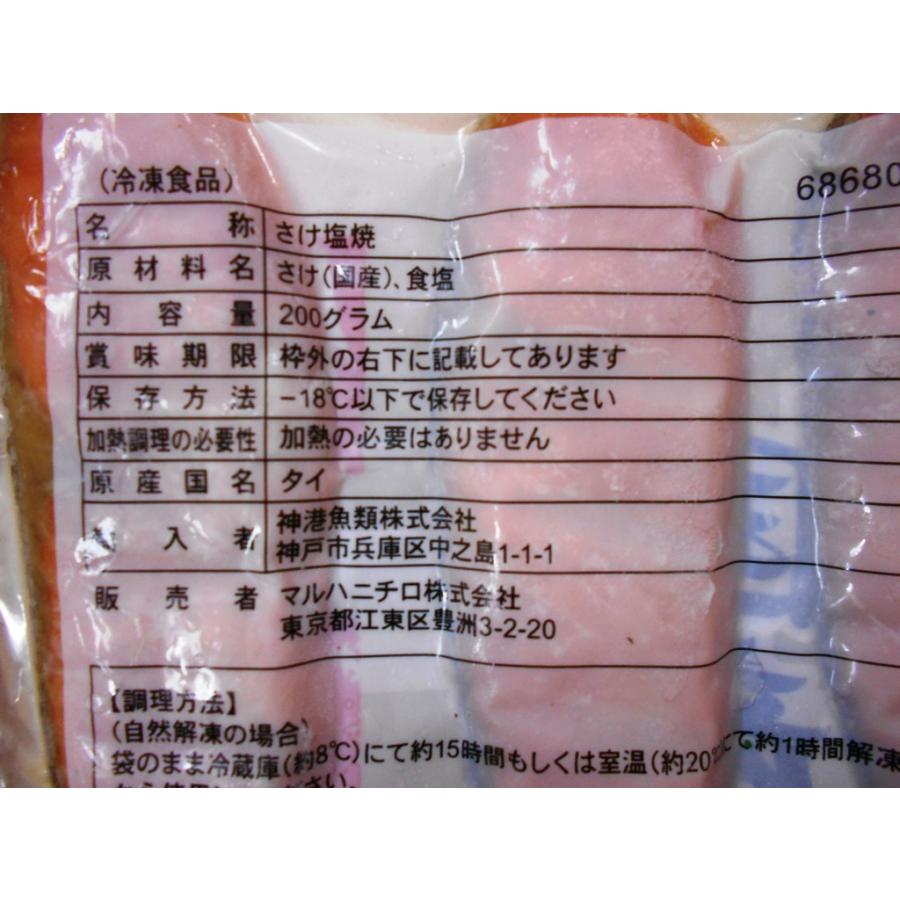 (冷凍食品)
68680
名称 さけ塩焼
原材料名 さけ(国産)、食塩
内容量 200グラム
賞味期限 枠外の右下に記載してあります
保存方法 −18℃以下で保存してください
加熱調理の必要性 加熱の必要はありません
原産国名 タイ
入者 神港魚類株式会社
神戸市兵庫区中之島1-1-1
販売者 マルハニチロ株式会社
東京都江東区豊洲3-2-20
【調理方法】
(自然解凍の場合)
袋のまま冷蔵庫(約8℃)にて約15時間もしくは室温(約20℃にて約1時間解凍